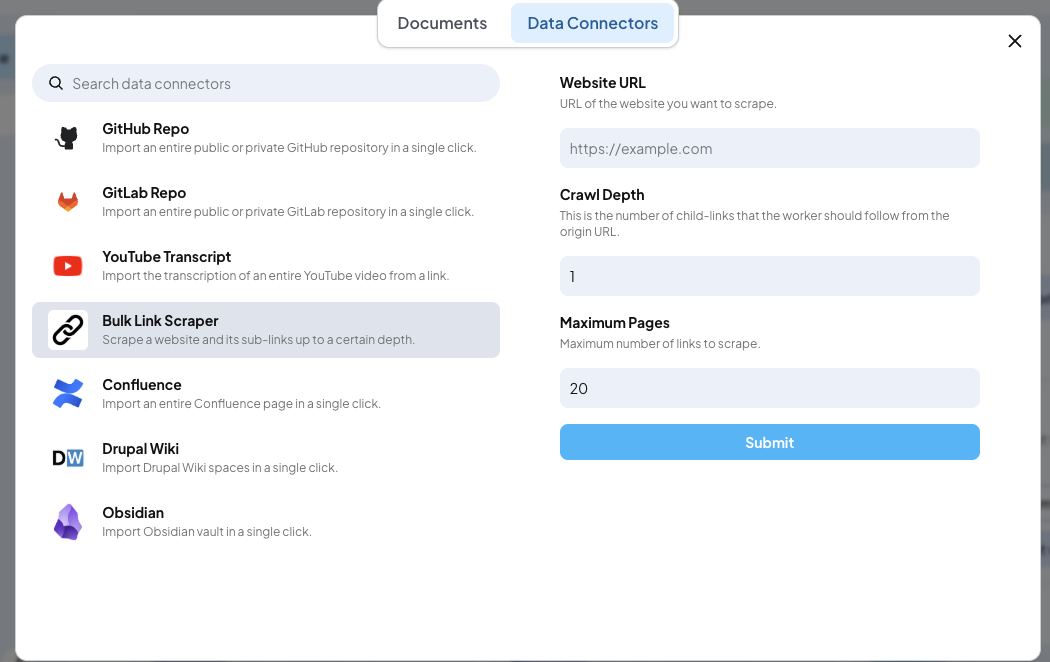 Documents
Data Connectors
Search data connectors
GitHub Repo
Import an entire public or private GitHub repository in a single click.
GitLab Repo
Import an entire public or private GitLab repository in a single click.
YouTube Transcript
Import the transcription of an entire YouTube video from a link.
Bulk Link Scraper
Scrape a website and its sub-links up to a certain depth.
Confluence
Import an entire Confluence page in a single click.
DW
Drupal Wiki
Import Drupal Wiki spaces in a single click.
Obsidian
Import Obsidian vault in a single click.
Website URL
URL of the website you want to scrape.
https://example.com
Crawl Depth
This is the number of child-links that the worker should follow from the
origin URL.
1
Maximum Pages
Maximum number of links to scrape.
20
Submit